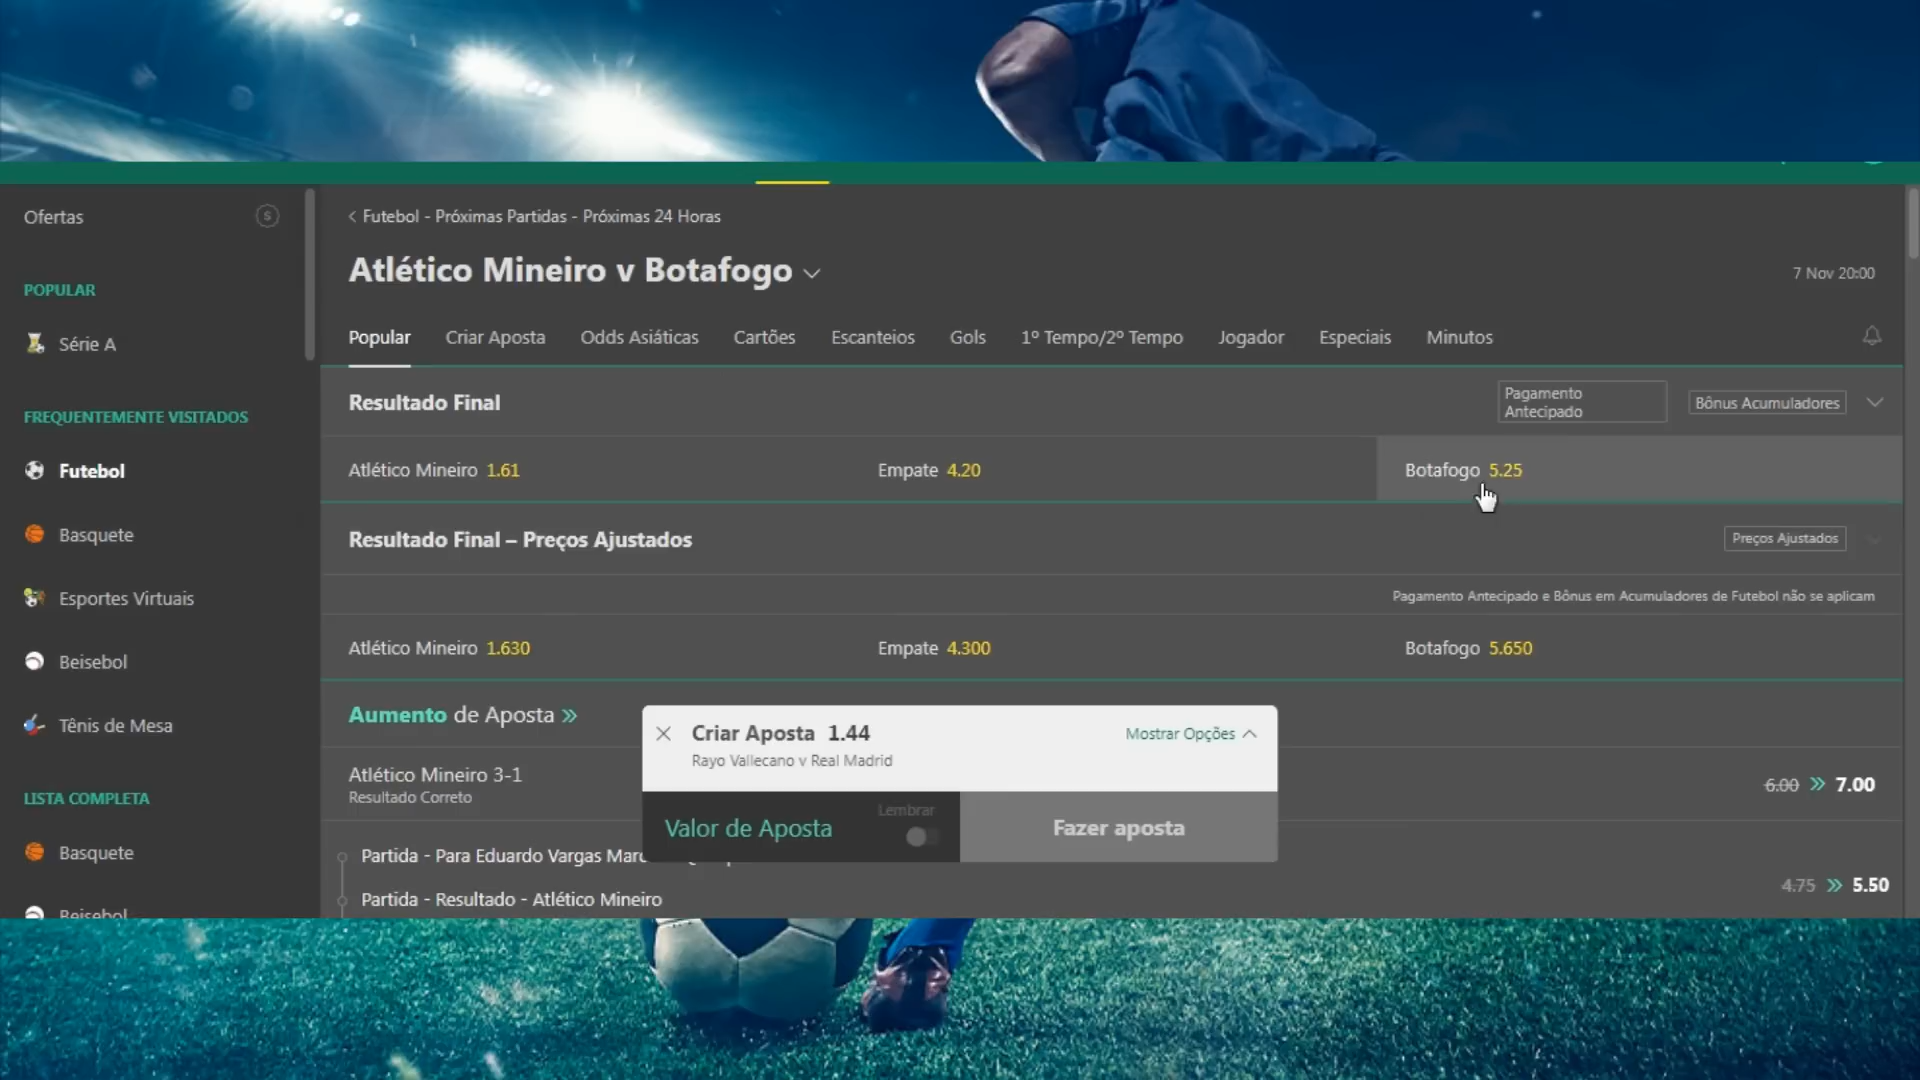 Ofertas
POPULAR
Série A
FREQUENTEMENTE VISITADOS
Futebol
Basquete
Esportes Virtuais
Beisebol
Tênis de Mesa
LISTA COMPLETA
Basquete
Beisebol
Futebol - Próximas Partidas - Próximas 24 Horas
Atlético Mineiro v Botafogo
7 Nov 20:00
Popular Criar Aposta Odds Asiáticas Cartões Escanteios Gols 1º Tempo/2º Tempo Jogador Especiais Minutos
Resultado Final
Pagamento
Antecipado
Bônus Acumuladores
Atlético Mineiro 1.61 Empate 4.20 Botafogo 5.25
Resultado Final – Preços Ajustados
Preços Ajustados
Pagamento Antecipado e Bônus em Acumuladores de Futebol não se aplicam
Atlético Mineiro 1.630 Empate 4.300 Botafogo 5.650
Aumento de Aposta
Atlético Mineiro 3-1
Resultado Correto
6.00 7.00
Partida - Para Eduardo Vargas
Partida - Resultado - Atlético Mineiro
4.75 5.50
Criar Aposta 1.44
Mostrar Opções
Rayo Vallecano v Real Madrid
Valor de Aposta
Lembrar
Fazer aposta